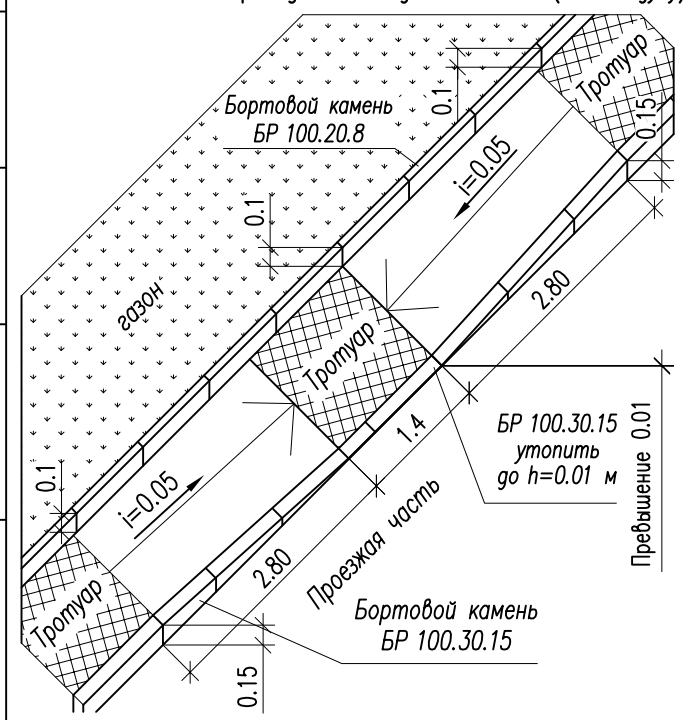 Тротуар
0.1
0.15
Бортовой камень
БР 100.20.8
i=0.05
0.1
2.80
газон
Тротуар
1.4
БР 100.30.15
утопить
до h=0.01 м
Превышение 0.01
0.1
i=0.05
2.80
Проезжая часть
Тротуар
Бортовой камень
БР 100.30.15
0.15